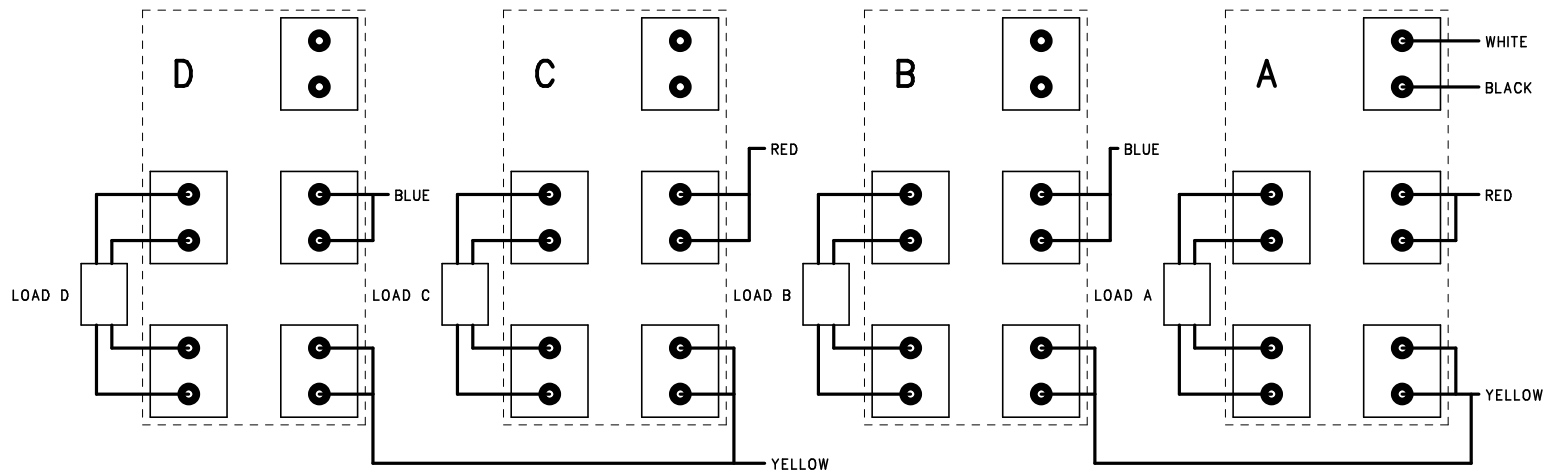 WHITE
D
C
B
A
BLACK
RED
BLUE
BLUE
RED
LOAD D
LOAD C
LOAD B
LOAD A
YELLOW
YELLOW